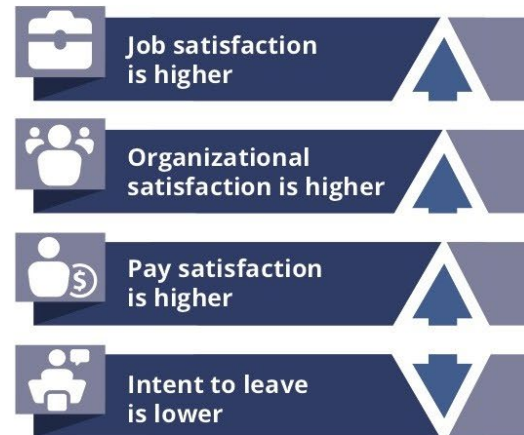 Job satisfaction
is higher
Organizational
satisfaction is higher
Pay satisfaction
is higher
$
Intent to leave
is lower